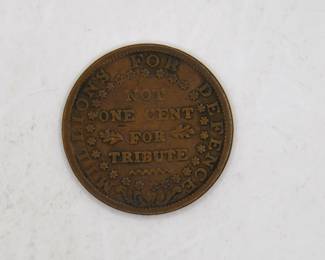 MILLIONS FOR DEFENCE
NOT
ONE CENT
FOR
TRIBUTE